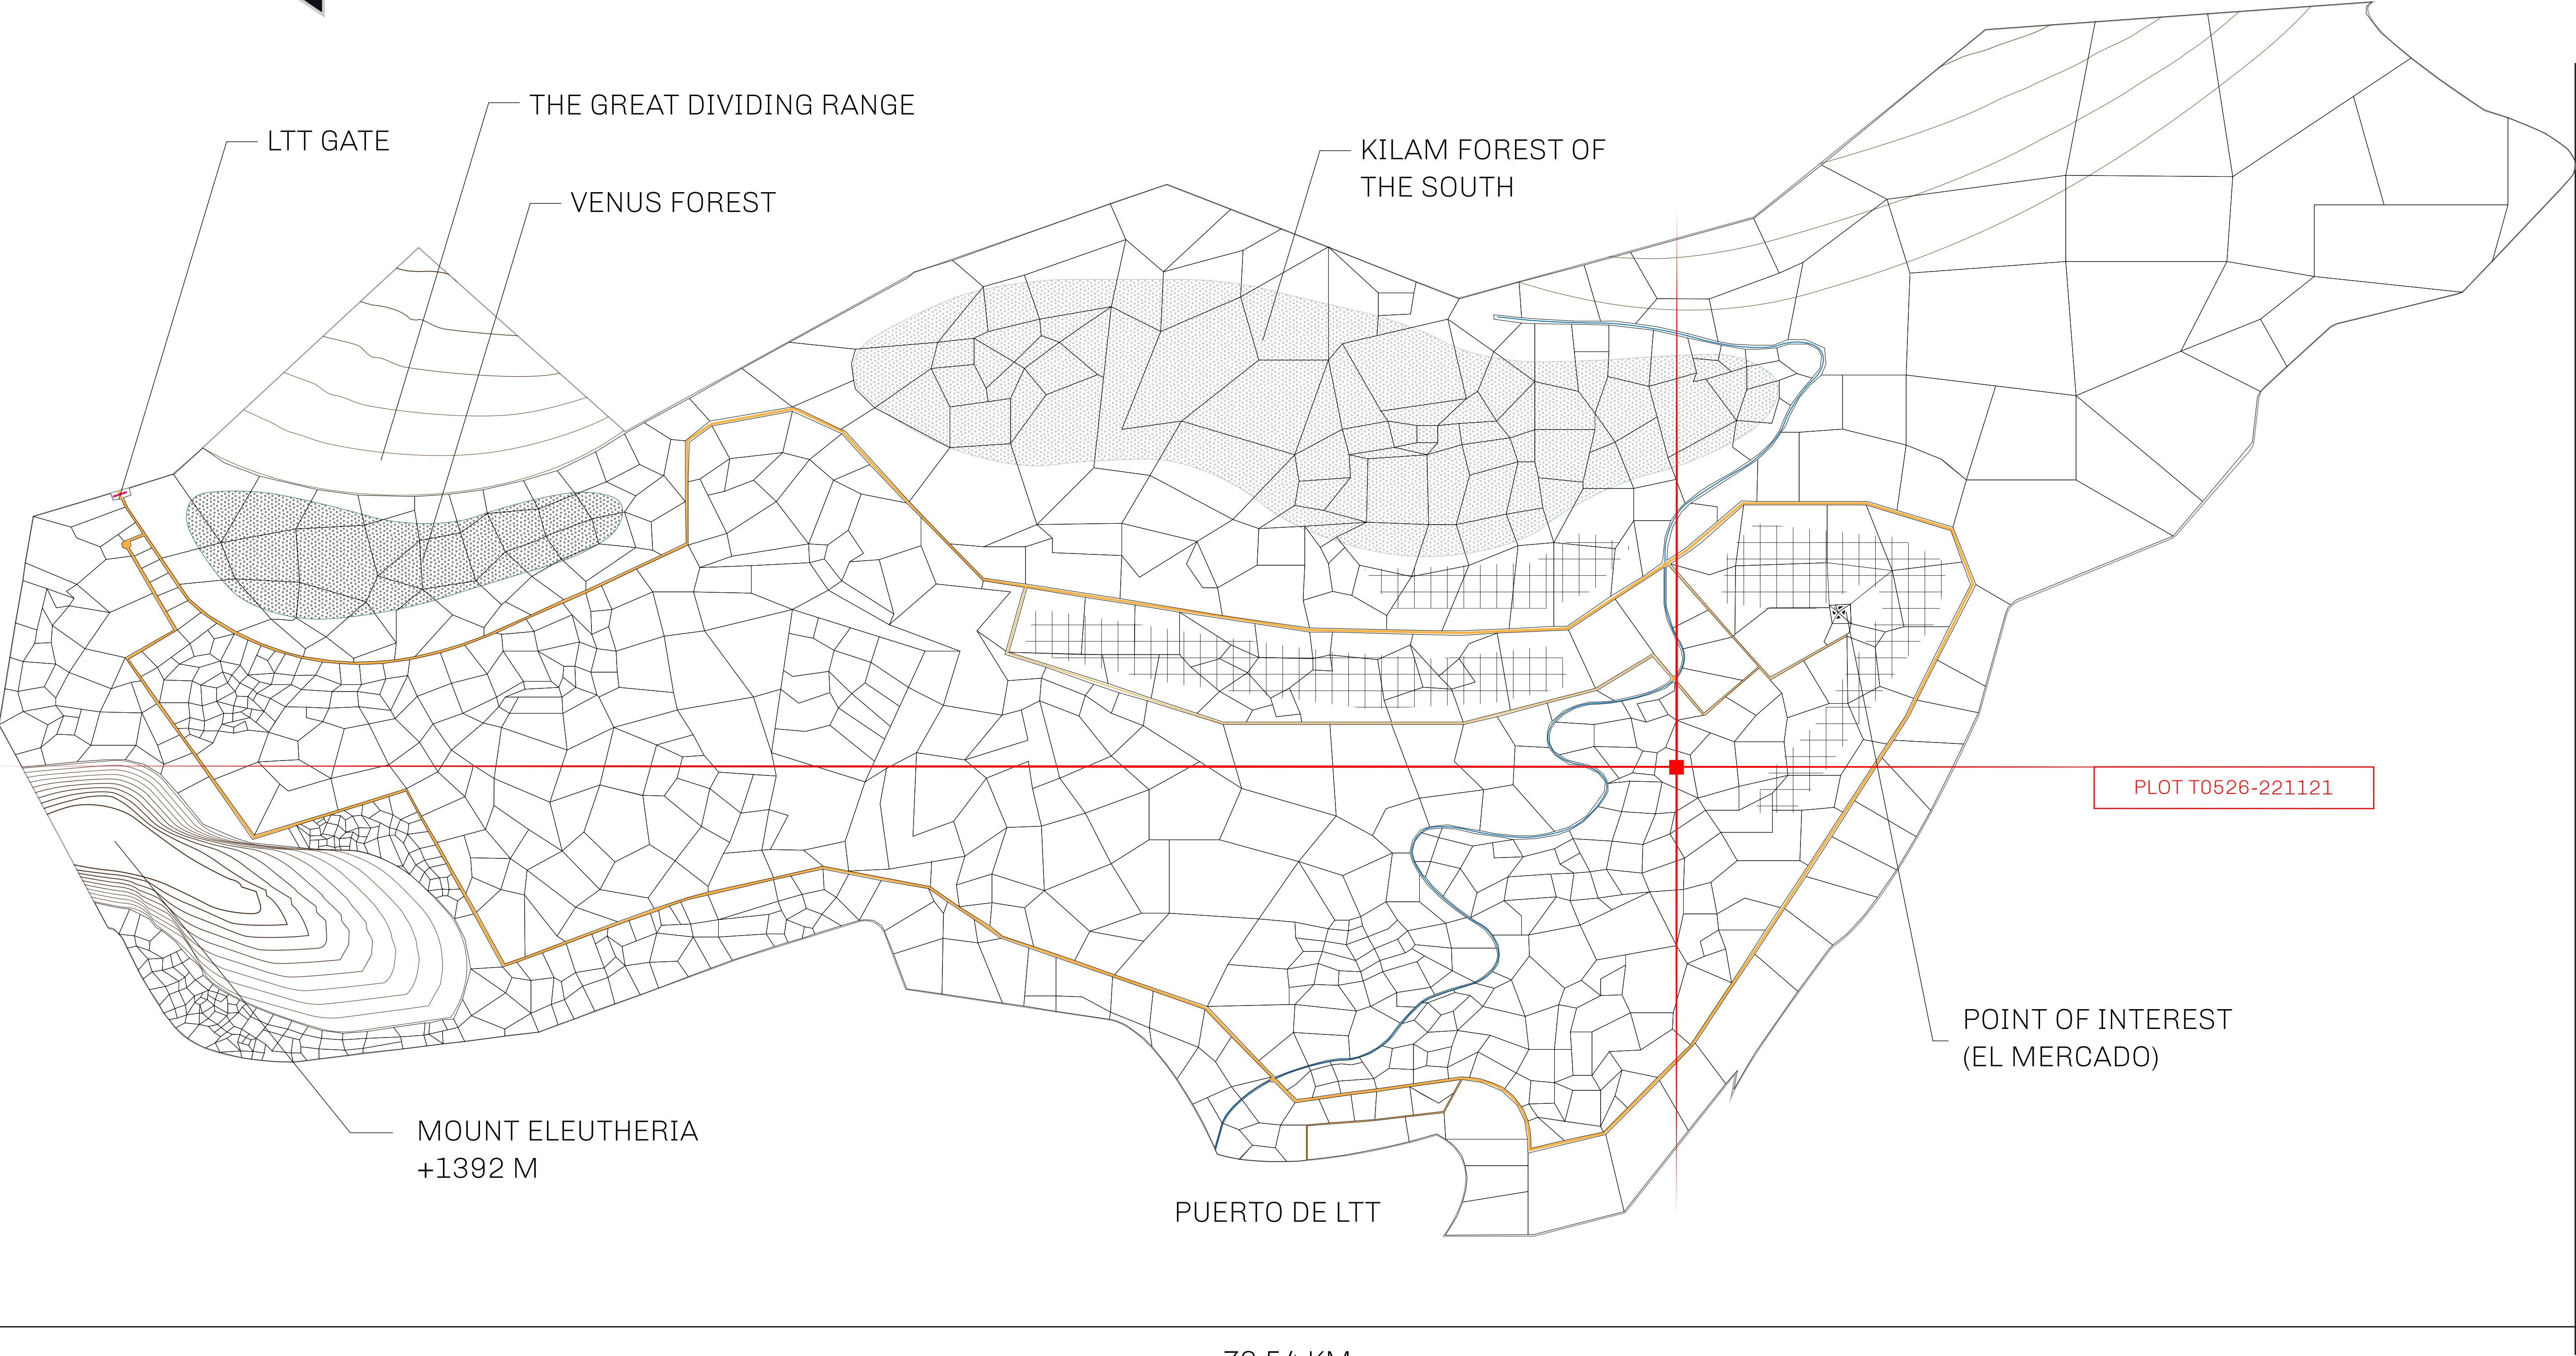 THE GREAT DIVIDING RANGE
LTT GATE
KILAM FOREST OF
THE SOUTH
VENUS FOREST
PLOT T0526-221121
POINT OF INTEREST
(EL MERCADO)
MOUNT ELEUTHERIA
+1392 M
PUERTO DE LTT